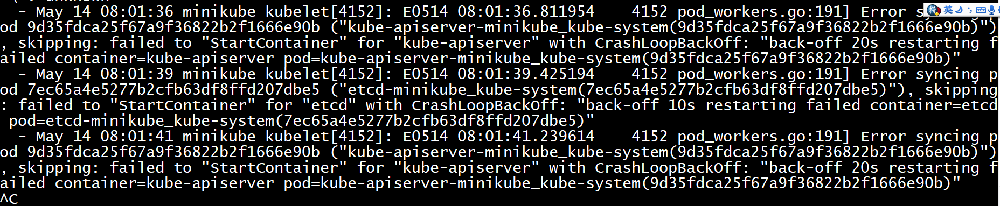 unknown
  - May 14 08:01:36 minikube kubelet[4152]: E0514 08:01:36.811954    4152 pod_workers.go:191] Error
od 9d35fdca25f67a9f36822b2f1666e90b ("kube-apiserver-minikube_kube-system(9d35fdca25f67a9f36822b2f1666e90b)")
, skipping: failed to "StartContainer" for "kube-apiserver" with CrashLoopBackOff: "back-off 20s restarting f
ailed container=kube-apiserver pod=kube-apiserver-minikube_kube-system(9d35fdca25f67a9f36822b2f1666e90b)"
  - May 14 08:01:39 minikube kubelet[4152]: E0514 08:01:39.425194    4152 pod_workers.go:191] Error syncing p
od 7ec65a4e5277b2cfb63df8ffd207dbe5 ("etcd-minikube_kube-system(7ec65a4e5277b2cfb63df8ffd207dbe5)"), skipping
: failed to "StartContainer" for "etcd" with CrashLoopBackOff: "back-off 10s restarting failed container=etcd
 pod=etcd-minikube_kube-system(7ec65a4e5277b2cfb63df8ffd207dbe5)"
  - May 14 08:01:41 minikube kubelet[4152]: E0514 08:01:41.239614    4152 pod_workers.go:191] Error syncing p
od 9d35fdca25f67a9f36822b2f1666e90b ("kube-apiserver-minikube_kube-system(9d35fdca25f67a9f36822b2f1666e90b)")
, skipping: failed to "StartContainer" for "kube-apiserver" with CrashLoopBackOff: "back-off 20s restarting f
ailed container=kube-apiserver pod=kube-apiserver-minikube_kube-system(9d35fdca25f67a9f36822b2f1666e90b)"
^C
拼 英